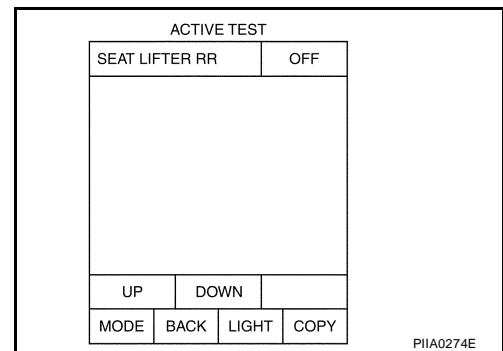 ACTIVE TEST
SEAT LIFTER RR OFF
UP DOWN
MODE BACK LIGHT COPY
PIIA0274E